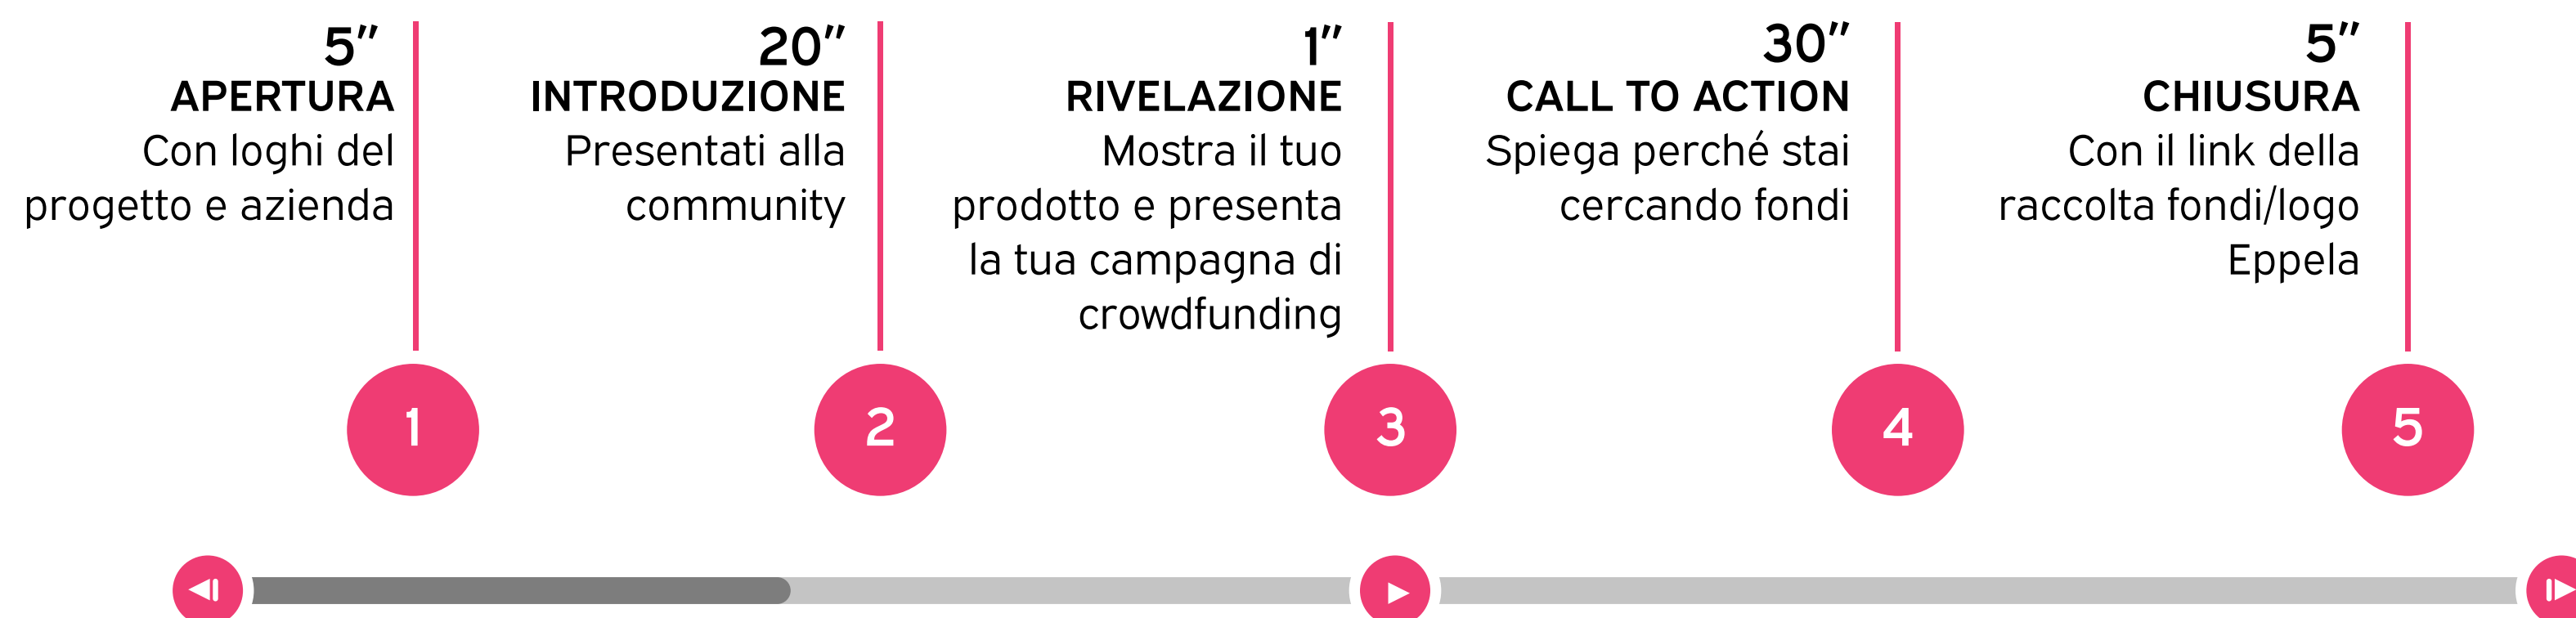 5″
APERTURA
Con loghi del
progetto e azienda
20″
INTRODUZIONE
Presentati alla
community
1″
RIVELAZIONE
Mostra il tuo
prodotto e presenta
la tua campagna di
crowdfunding
30″
CALL TO ACTION
Spiega perché stai
cercando fondi
5″
CHIUSURA
Con il link della
raccolta fondi/logo
Eppela
1
2
3
4
5